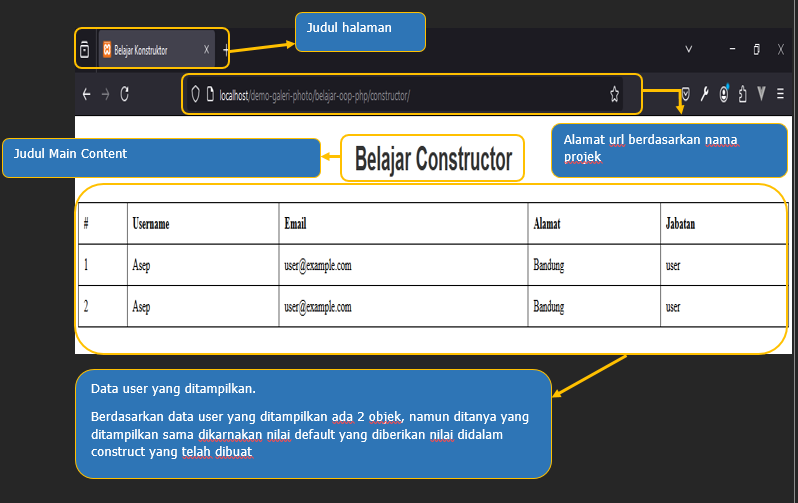 Judul halaman
Belajar Konstruktor
localhost/demo-galeri-photo/belajar-oop-php/constructor/
Alamat url berdasarkan nama
projek
Judul Main Content
Belajar Constructor
# Username Email Alamat Jabatan
1 Asep user@example.com Bandung user
2 Asep user@example.com Bandung user
Data user yang ditampilkan.
Berdasarkan data user yang ditampilkan ada 2 objek, namun ditanya yang
ditampilkan sama dikarnakan nilai default yang diberikan nilai didalam
construct yang telah dibuat